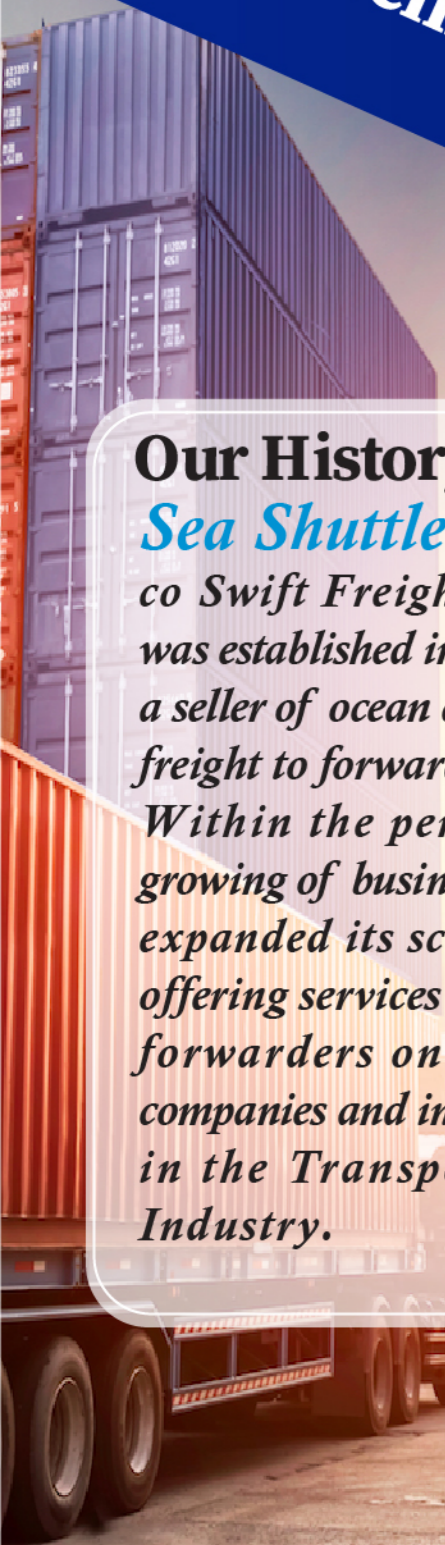 Our Histor
Sea Shuttle
co Swift Freigh
was established in
a seller of ocean
freight to forwar
Within the per
growing of busin
expanded its sc
offering services
forwarders on
companies and in
in the Transp
Industry.